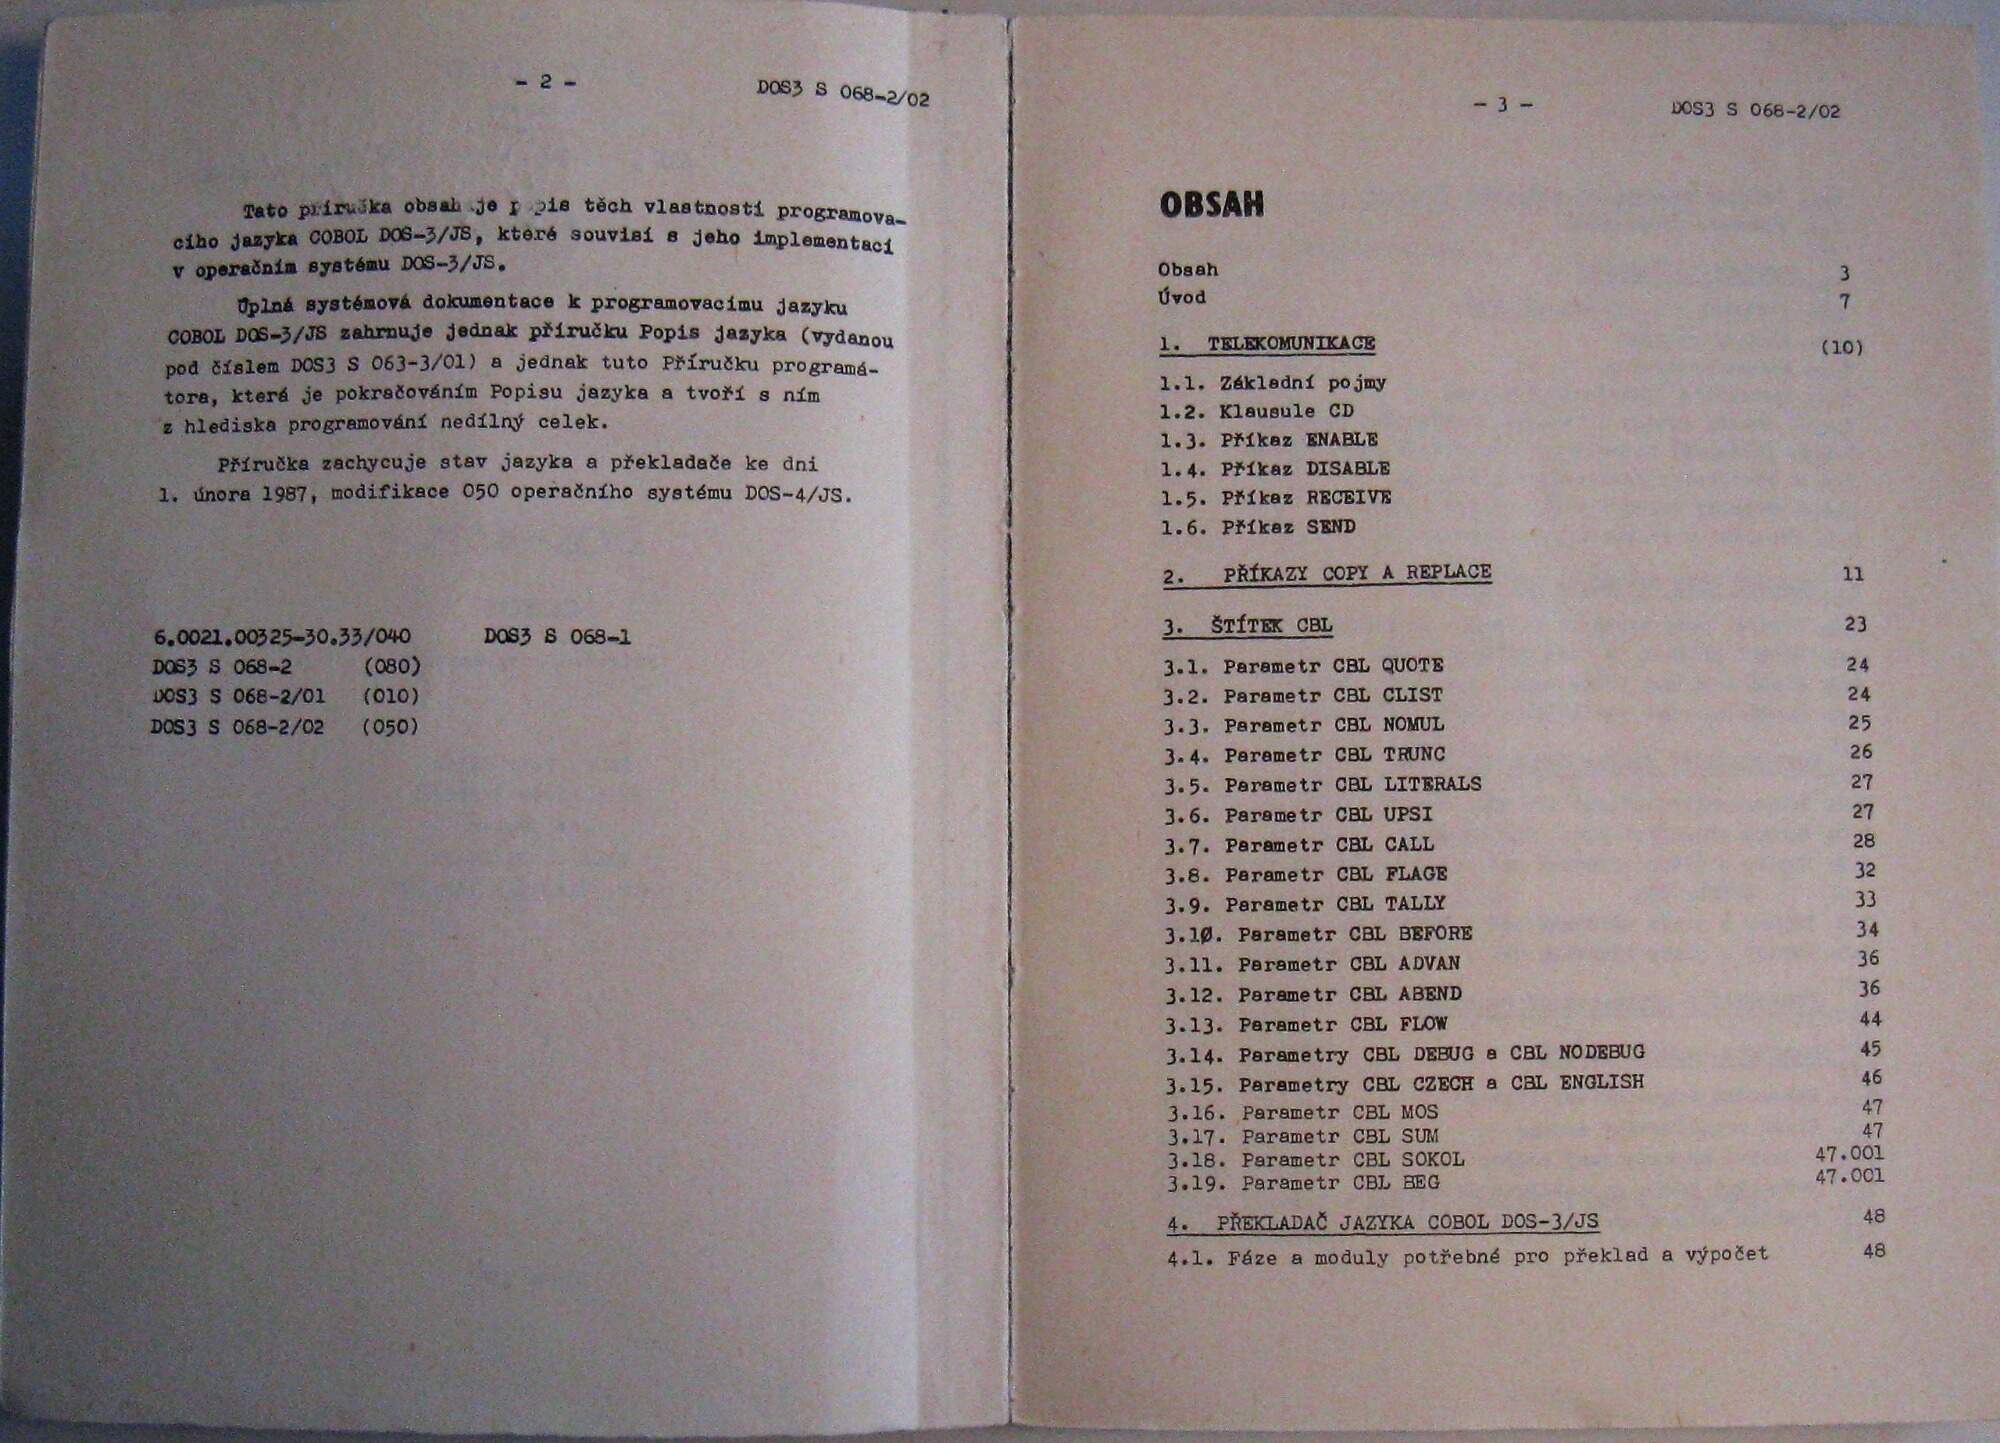 - 2 -
DOS3 S 068-2/02
Tato příručka obsahuje popis těch vlastností programova-
cího jazyka COBOL DOS-3/JS, které souvisí s jeho implementací
v operačním systému DOS-3/JS.
Úplná systémová dokumentace k programovacímu jazyku
COBOL DOS-3/JS zahrnuje jednak příručku Popis jazyka (vydanou
pod číslem DOS3 S 063-3/01) a jednak tuto Příručku programá-
tora, která je pokračováním Popisu jazyka a tvoří s ním
z hlediska programování nedílný celek.
Příručka zachycuje stav jazyka a překladače ke dni
1. února 1987, modifikace 050 operačního systému DOS-4/JS.
6.0021.00325-30.33/040 DOS3 S 068-1
DOS3 S 068-2 (080)
DOS3 S 068-2/01 (010)
DOS3 S 068-2/02 (050)
- 3 -
DOS3 S 068-2/02
OBSAH
Obsah 3
Úvod 7
1. TELEKOMUNIKACE (10)
1.1. Základní pojmy
1.2. Klausule CD
1.3. Příkaz ENABLE
1.4. Příkaz DISABLE
1.5. Příkaz RECEIVE
1.6. Příkaz SEND
2. PŘÍKAZY COPY A REPLACE 11
3. ŠTÍTEK CBL 23
3.1. Parametr CBL QUOTE 24
3.2. Parametr CBL CLIST 24
3.3. Parametr CBL NOMUL 25
3.4. Parametr CBL TRUNC 26
3.5. Parametr CBL LITERALS 27
3.6. Parametr CBL UPSI 27
3.7. Parametr CBL CALL 28
3.8. Parametr CBL FLAGE 32
3.9. Parametr CBL TALLY 33
3.10. Parametr CBL BEFORE 34
3.11. Parametr CBL ADVAN 36
3.12. Parametr CBL ABEND 36
3.13. Parametr CBL FLOW 44
3.14. Parametry CBL DEBUG a CBL NODEBUG 45
3.15. Parametry CBL CZECH a CBL ENGLISH 46
3.16. Parametr CBL MOS 47
3.17. Parametr CBL SUM 47
3.18. Parametr CBL SOKOL 47.001
3.19. Parametr CBL BEG 47.001
4. PŘEKLADAČ JAZYKA COBOL DOS-3/JS 48
4.1. Fáze a moduly potřebné pro překlad a výpočet 48